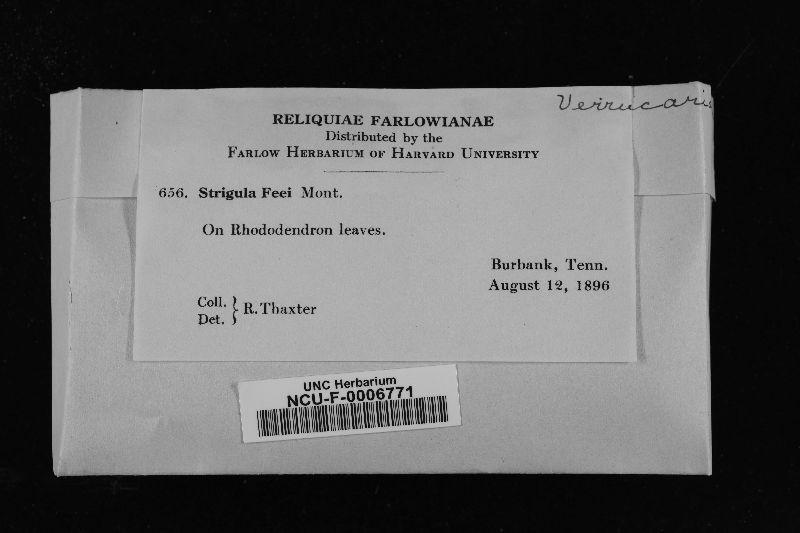 Verrucaria
RELIQUIAE FARLOWIANAE
Distributed by the
FARLOW HERBARIUM OF HARVARD UNIVERSITY
656. Strigula Feei Mont.
On Rhododendron leaves.
Burbank, Tenn.
August 12, 1896
Coll.
Det. } R. Thaxter
UNC Herbarium
NCU-F-0006771